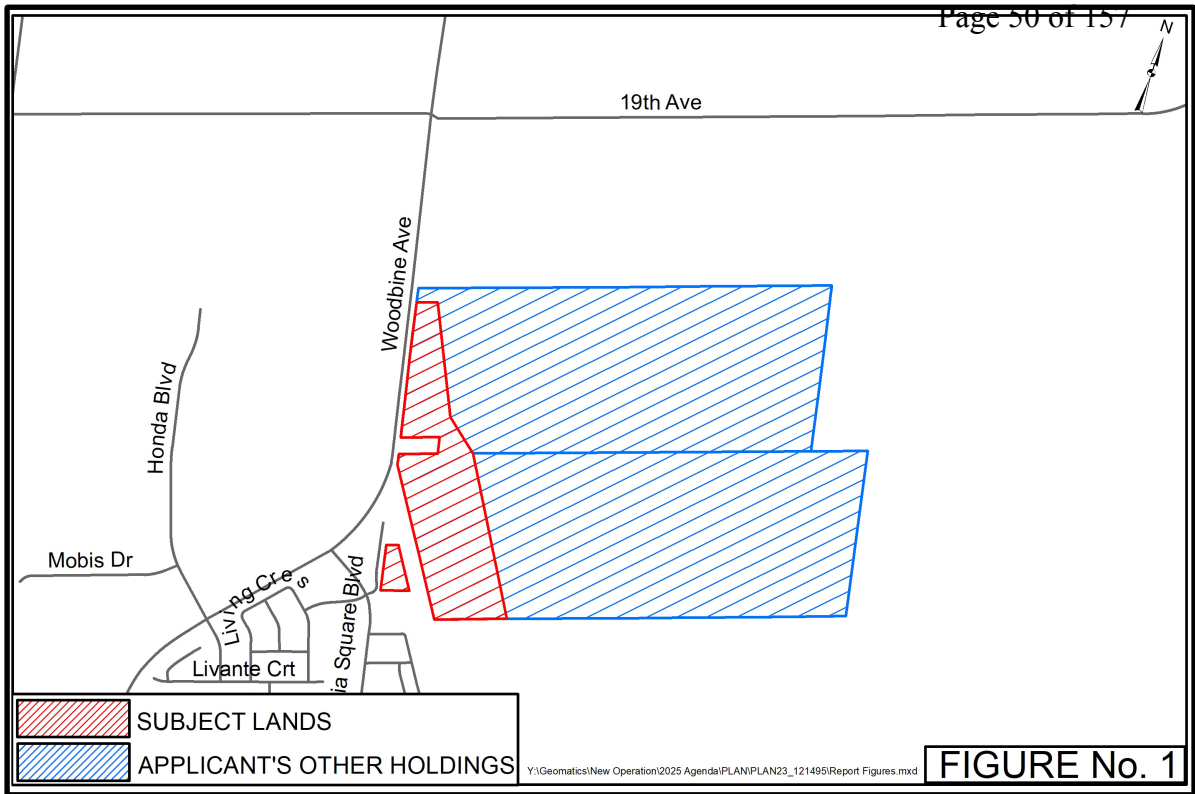 Page 50 of 157
N
19th Ave
Woodbine Ave
Honda Blvd
Mobis Dr
Living Cres
ia Square Blvd
Livante Crt
SUBJECT LANDS
APPLICANT'S OTHER HOLDINGS
Y:\Geomatics\New Operation\2025 Agenda\PLAN\PLAN23_121495\Report Figures.mxd
FIGURE No. 1